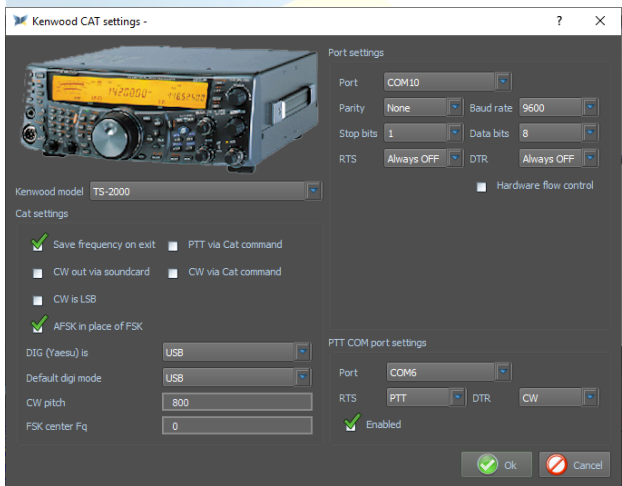 Kenwood CAT settings -
Port settings
Port COM10
Parity None Baud rate 9600
Stop bits 1 Data bits 8
RTS Always OFF DTR Always OFF
Hardware flow control
Kenwood model TS-2000
Cat settings
Save frequency on exit PTT via Cat command
CW out via soundcard CW via Cat command
CW is LSB
AFSK in place of FSK
DIG (Yaesu) is USB
Default digi mode USB
CW pitch 800
FSK center Fq 0
PTT COM port settings
Port COM6
RTS PTT DTR CW
Enabled
Ok Cancel